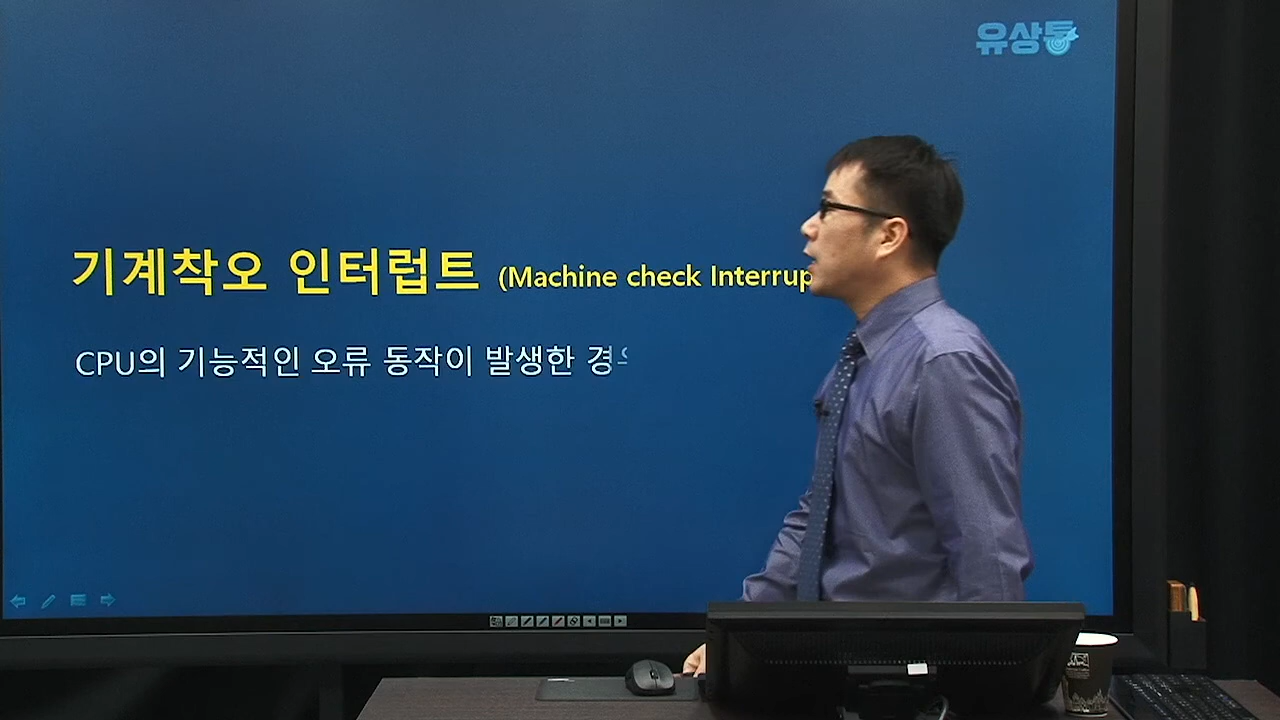 유상통
기계착오 인터럽트 (Machine check Interrup
CPU의 기능적인 오류 동작이 발생한 경